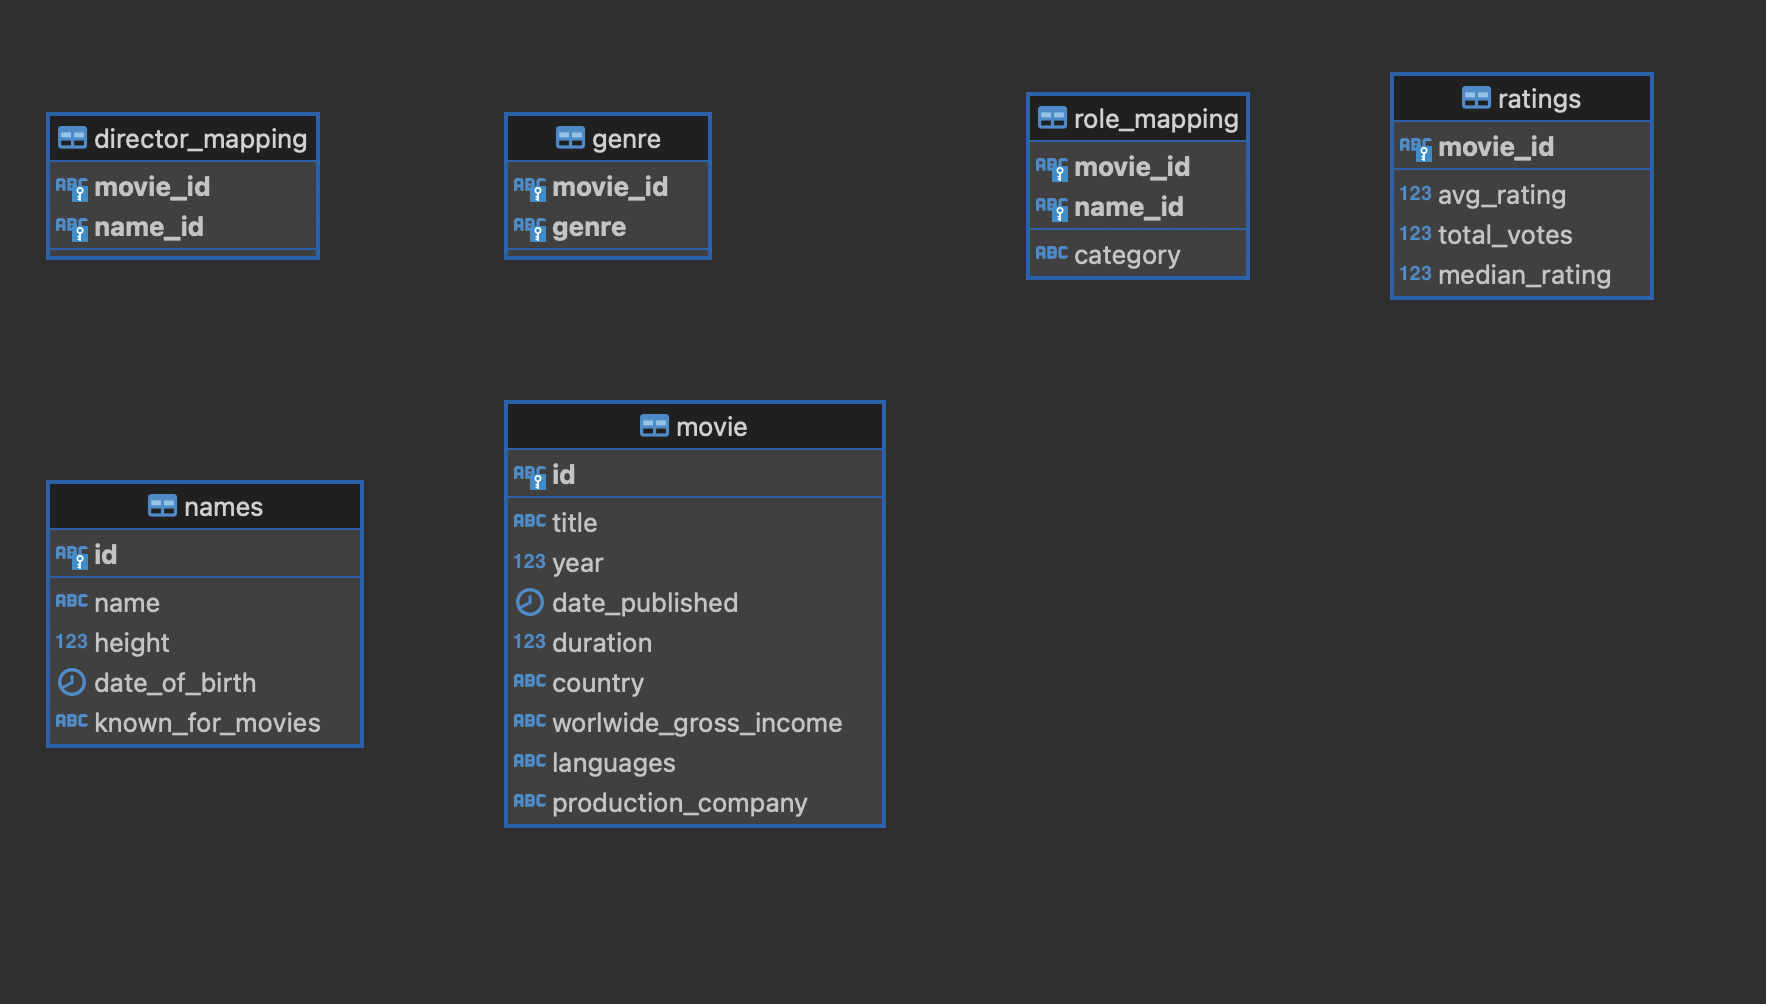 director_mapping
ABC movie_id
ABC name_id
genre
ABC movie_id
ABC genre
role_mapping
ABC movie_id
ABC name_id
ABC category
ratings
ABC movie_id
123 avg_rating
123 total_votes
123 median_rating
names
ABC id
ABC name
123 height
date_of_birth
ABC known_for_movies
movie
ABC id
ABC title
123 year
date_published
123 duration
ABC country
ABC worlwide_gross_income
ABC languages
ABC production_company